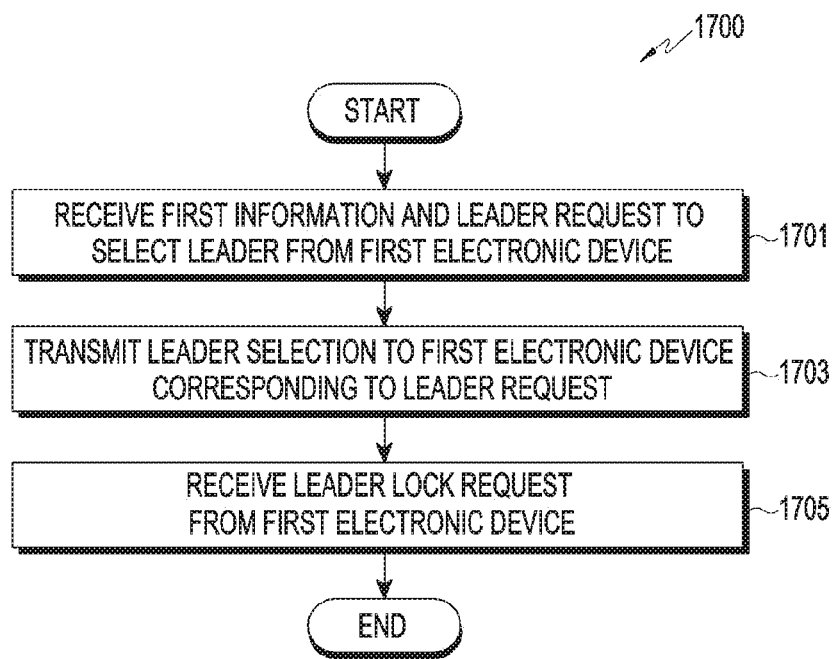 1700
START
RECEIVE FIRST INFORMATION AND LEADER REQUEST TO
SELECT LEADER FROM FIRST ELECTRONIC DEVICE
1701
TRANSMIT LEADER SELECTION TO FIRST ELECTRONIC DEVICE
CORRESPONDING TO LEADER REQUEST
1703
RECEIVE LEADER LOCK REQUEST
FROM FIRST ELECTRONIC DEVICE
1705
END